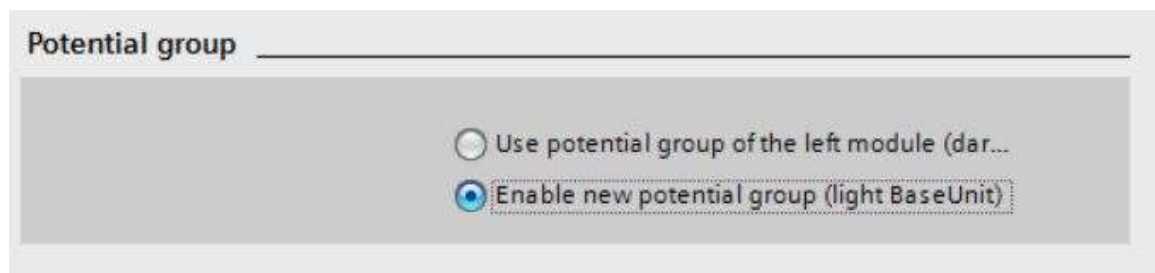 Potential group
Use potential group of the left module (dar...
Enable new potential group (light BaseUnit)